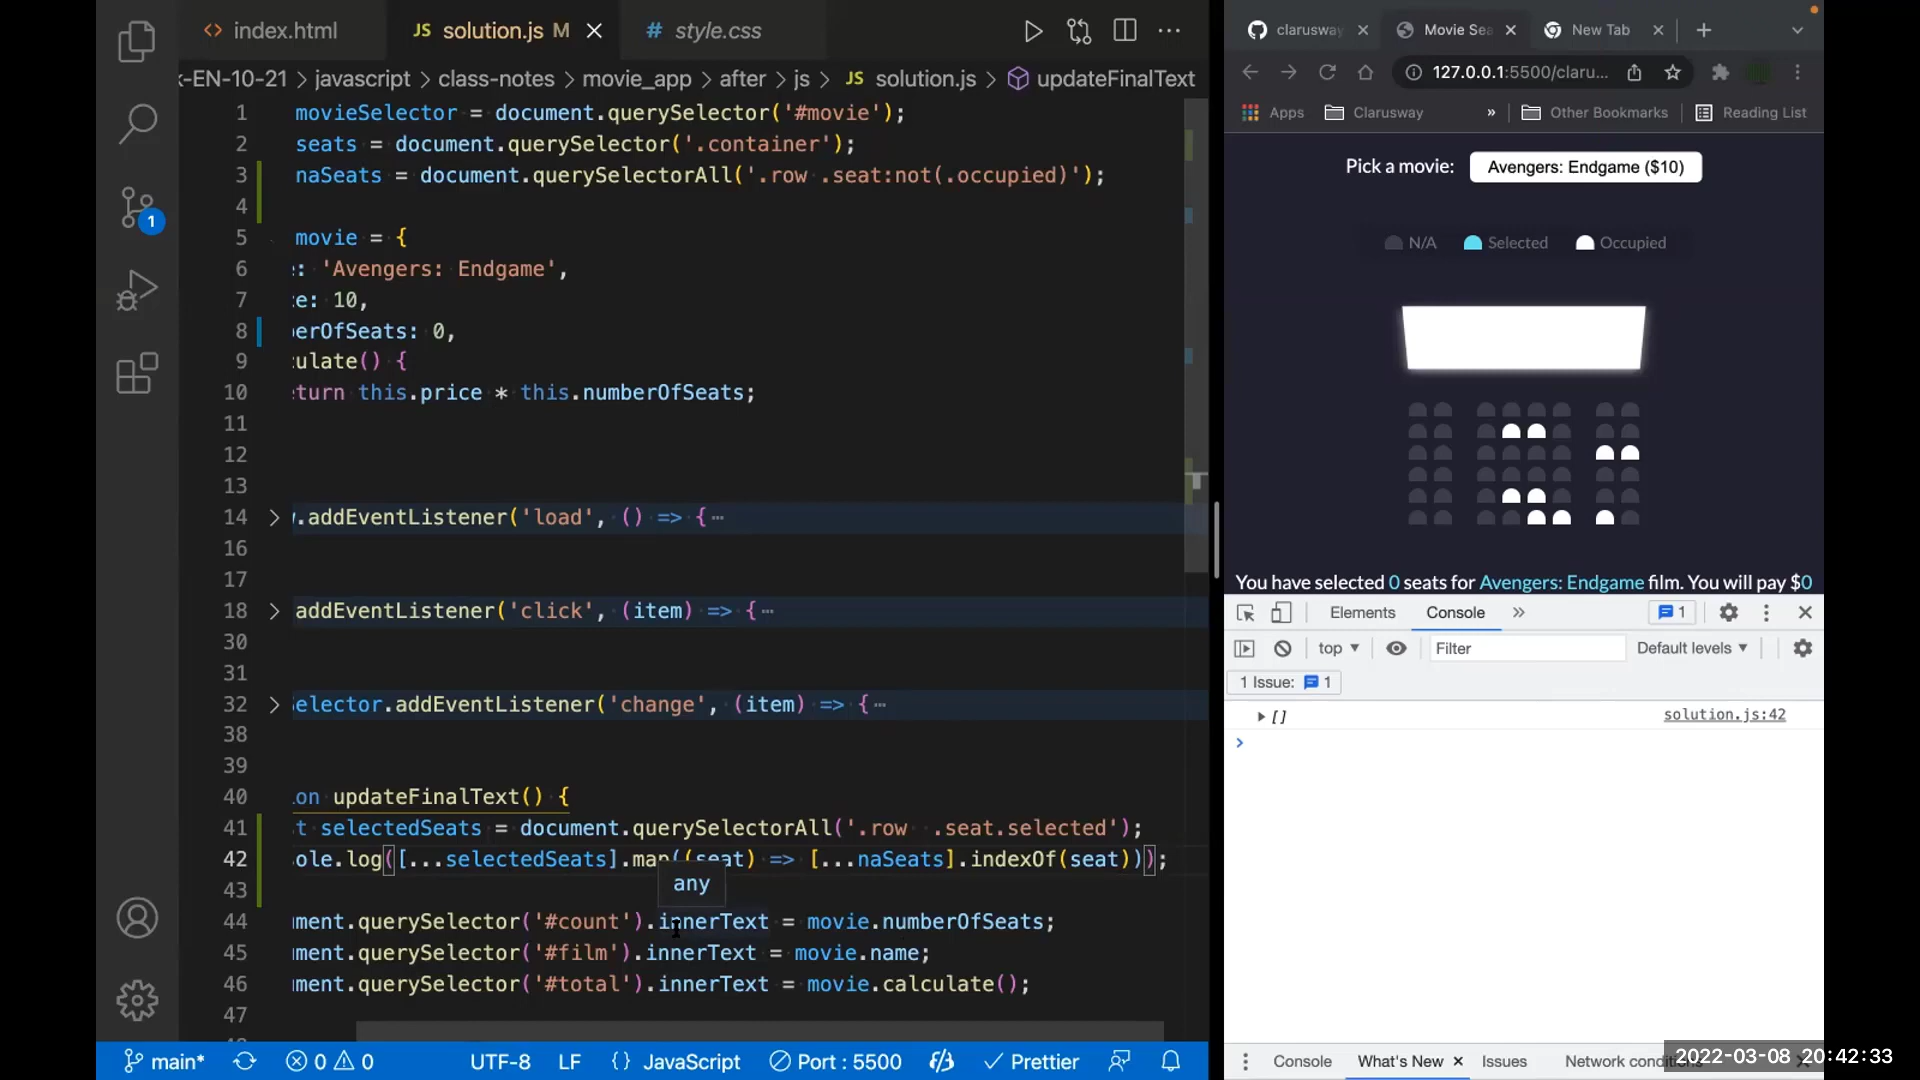 index.html
JS solution.js M
# style.css
k-EN-10-21 > javascript > class-notes > movie_app > after > js > JS solution.js > updateFinalText
1 movieSelector = document.querySelector('#movie');
2 seats = document.querySelector('.container');
3 naSeats = document.querySelectorAll('.row .seat:not(.occupied)');
4
5 movie = {
6 e: 'Avengers: Endgame',
7 ce: 10,
8 berOfSeats: 0,
9 culate() {
10 eturn this.price * this.numberOfSeats;
11
12
13
14 .addEventListener('load', () => {
16
17
18 addEventListener('click', (item) => {
30
31
32 elector.addEventListener('change', (item) => {
38
39
40 on updateFinalText() {
41 t selectedSeats = document.querySelectorAll('.row  .seat.selected');
42 ole.log([...selectedSeats].map((seat) => [...naSeats].indexOf(seat)));
any
43
44 ment.querySelector('#count').innerText = movie.numberOfSeats;
45 ment.querySelector('#film').innerText = movie.name;
46 ment.querySelector('#total').innerText = movie.calculate();
47
1
main* 0 0 UTF-8 LF {} JavaScript Port : 5500 Prettier
clarusway
Movie Sea
New Tab
127.0.0.1:5500/claru...
Apps Clarusway » Other Bookmarks Reading List
Pick a movie: Avengers: Endgame ($10)
N/A Selected Occupied
You have selected 0 seats for Avengers: Endgame film. You will pay $0
Elements Console » 1
top Filter Default levels
1 Issue: 1
[] solution.js:42
Console What's New Issues Network conditi
2022-03-08 20:42:33